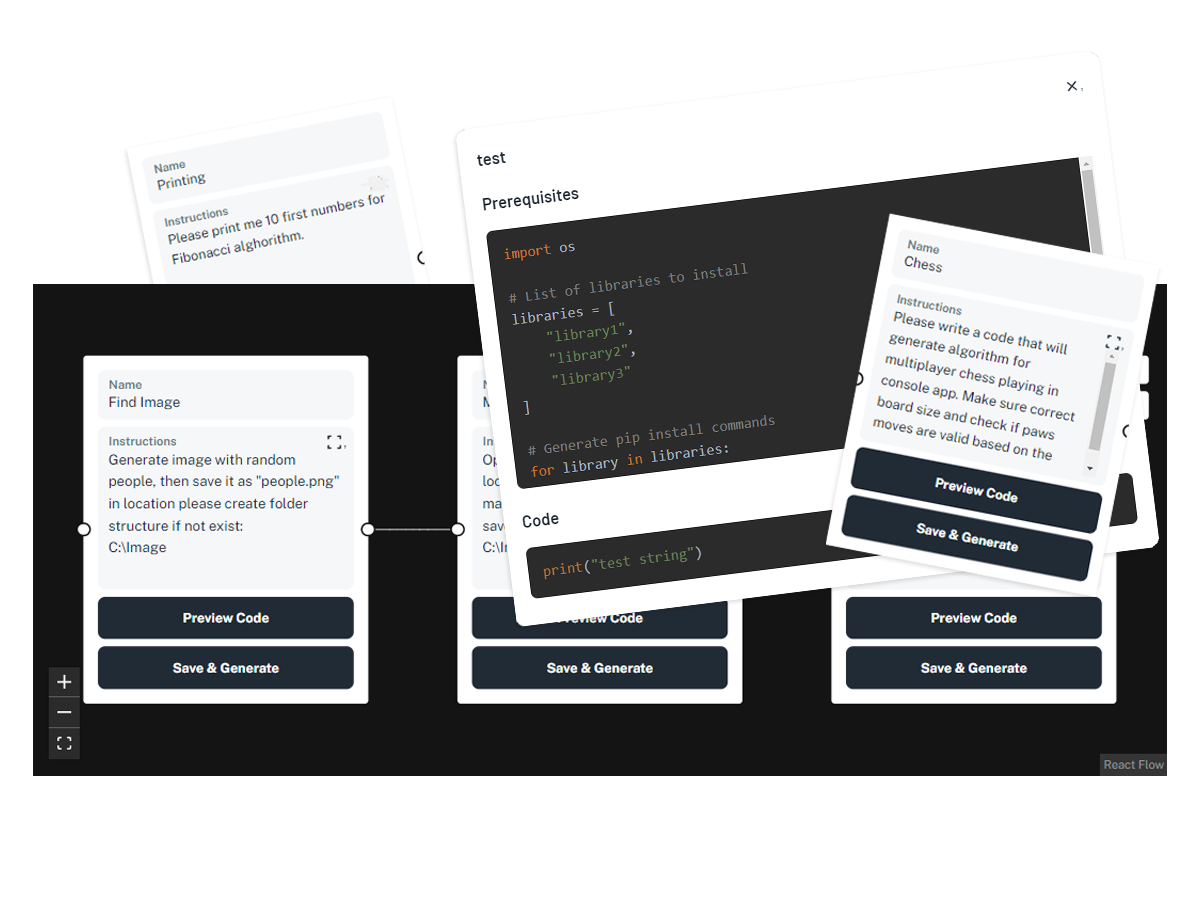 Name
Printing
Instructions
Please print me 10 first numbers for
Fibonacci alghorithm.
test
Prerequisites
import os
# List of libraries to install
libraries = [
"library1",
"library2",
"library3"
]
# Generate pip install commands
for library in libraries:
Code
print("test string")
Name
Chess
Instructions
Please write a code that will
generate algorithm for
multiplayer chess playing in
console app. Make sure correct
board size and check if paws
moves are valid based on the
Preview Code
Save & Generate
Name
Find Image
Instructions
Generate image with random
people, then save it as "people.png"
in location please create folder
structure if not exist:
C:\Image
Preview Code
Save & Generate
Preview Code
Save & Generate
Preview Code
Save & Generate
React Flow